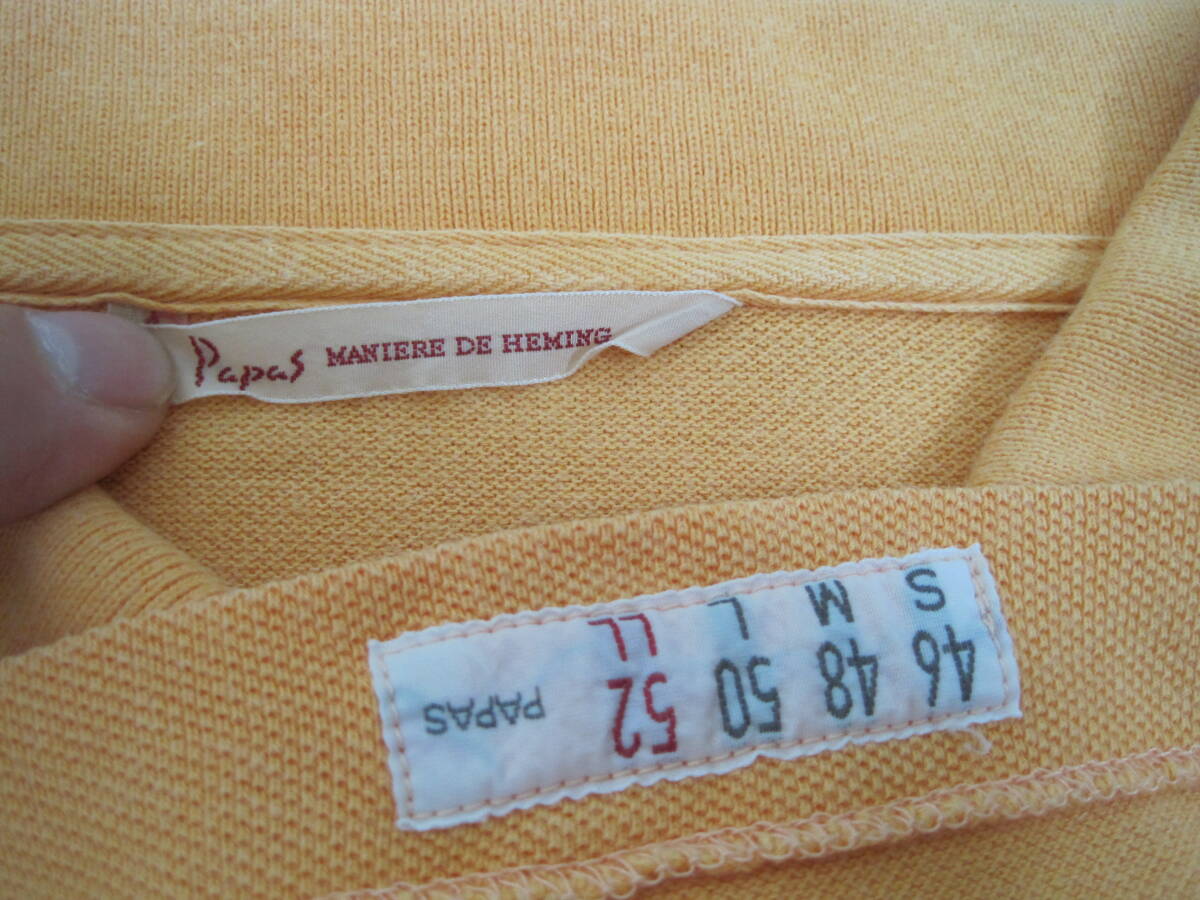 Papas MANIERE DE HEMING
S M L LL
46 48 50 52 PAPAS